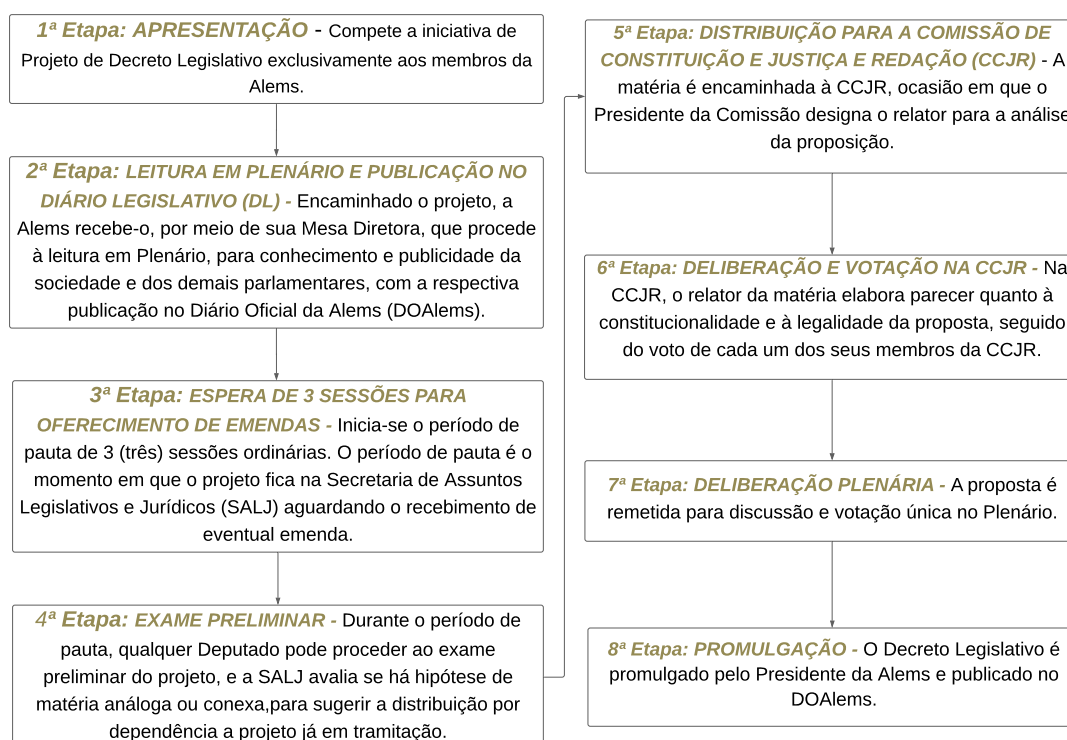 1ª Etapa: APRESENTAÇÃO - Compete a iniciativa de
Projeto de Decreto Legislativo exclusivamente aos membros da
Alems.
2ª Etapa: LEITURA EM PLENÁRIO E PUBLICAÇÃO NO
DIÁRIO LEGISLATIVO (DL) - Encaminhado o projeto, a
Alems recebe-o, por meio de sua Mesa Diretora, que procede
à leitura em Plenário, para conhecimento e publicidade da
sociedade e dos demais parlamentares, com a respectiva
publicação no Diário Oficial da Alems (DOAlems).
3ª Etapa: ESPERA DE 3 SESSÕES PARA
OFERECIMENTO DE EMENDAS - Inicia-se o período de
pauta de 3 (três) sessões ordinárias. O período de pauta é o
momento em que o projeto fica na Secretaria de Assuntos
Legislativos e Jurídicos (SALJ) aguardando o recebimento de
eventual emenda.
4ª Etapa: EXAME PRELIMINAR - Durante o período de
pauta, qualquer Deputado pode proceder ao exame
preliminar do projeto, e a SALJ avalia se há hipótese de
matéria análoga ou conexa,para sugerir a distribuição por
dependência a projeto já em tramitação.
5ª Etapa: DISTRIBUIÇÃO PARA A COMISSÃO DE
CONSTITUIÇÃO E JUSTIÇA E REDAÇÃO (CCJR) - A
matéria é encaminhada à CCJR, ocasião em que o
Presidente da Comissão designa o relator para a análise
da proposição.
6ª Etapa: DELIBERAÇÃO E VOTAÇÃO NA CCJR - Na
CCJR, o relator da matéria elabora parecer quanto à
constitucionalidade e à legalidade da proposta, seguido
do voto de cada um dos seus membros da CCJR.
7ª Etapa: DELIBERAÇÃO PLENÁRIA - A proposta é
remetida para discussão e votação única no Plenário.
8ª Etapa: PROMULGAÇÃO - O Decreto Legislativo é
promulgado pelo Presidente da Alems e publicado no
DOAlems.